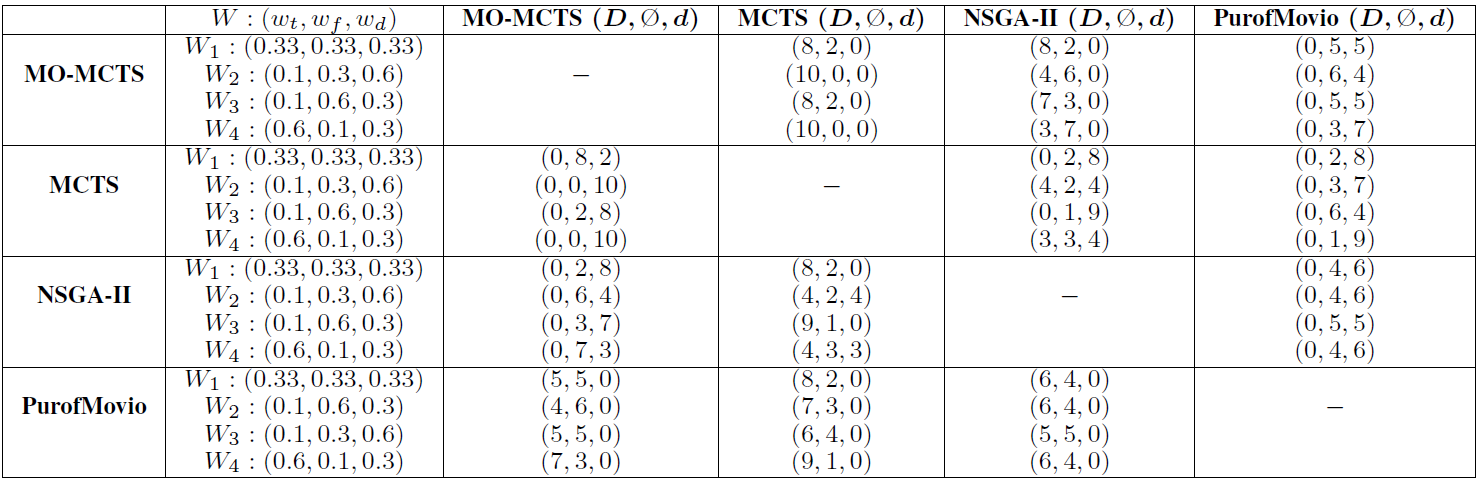 W : (w_t, w_f, w_d) MO-MCTS (D, ∅, d) MCTS (D, ∅, d) NSGA-II (D, ∅, d) PurofMovio (D, ∅, d)
W_1 : (0.33, 0.33, 0.33) (8, 2, 0) (8, 2, 0) (0, 5, 5)
MO-MCTS W_2 : (0.1, 0.3, 0.6) – (10, 0, 0) (4, 6, 0) (0, 6, 4)
W_3 : (0.1, 0.6, 0.3) (8, 2, 0) (7, 3, 0) (0, 5, 5)
W_4 : (0.6, 0.1, 0.3) (10, 0, 0) (3, 7, 0) (0, 3, 7)
W_1 : (0.33, 0.33, 0.33) (0, 8, 2) (0, 2, 8) (0, 2, 8)
MCTS W_2 : (0.1, 0.3, 0.6) (0, 0, 10) – (4, 2, 4) (0, 3, 7)
W_3 : (0.1, 0.6, 0.3) (0, 2, 8) (0, 1, 9) (0, 6, 4)
W_4 : (0.6, 0.1, 0.3) (0, 0, 10) (3, 3, 4) (0, 1, 9)
W_1 : (0.33, 0.33, 0.33) (0, 2, 8) (8, 2, 0) (0, 4, 6)
NSGA-II W_2 : (0.1, 0.3, 0.6) (0, 6, 4) (4, 2, 4) – (0, 4, 6)
W_3 : (0.1, 0.6, 0.3) (0, 3, 7) (9, 1, 0) (0, 5, 5)
W_4 : (0.6, 0.1, 0.3) (0, 7, 3) (4, 3, 3) (0, 4, 6)
W_1 : (0.33, 0.33, 0.33) (5, 5, 0) (8, 2, 0) (6, 4, 0)
PurofMovio W_2 : (0.1, 0.6, 0.3) (4, 6, 0) (7, 3, 0) (6, 4, 0) –
W_3 : (0.1, 0.3, 0.6) (5, 5, 0) (6, 4, 0) (5, 5, 0)
W_4 : (0.6, 0.1, 0.3) (7, 3, 0) (9, 1, 0) (6, 4, 0)